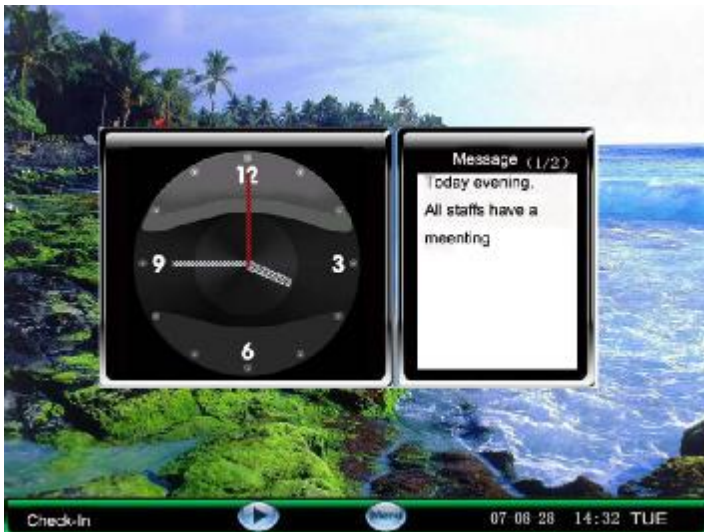 12
9
3
6
Message (1/2)
Today evening,
All staffs have a
meenting
Check-In
Menu
07-08-28 14:32 TUE